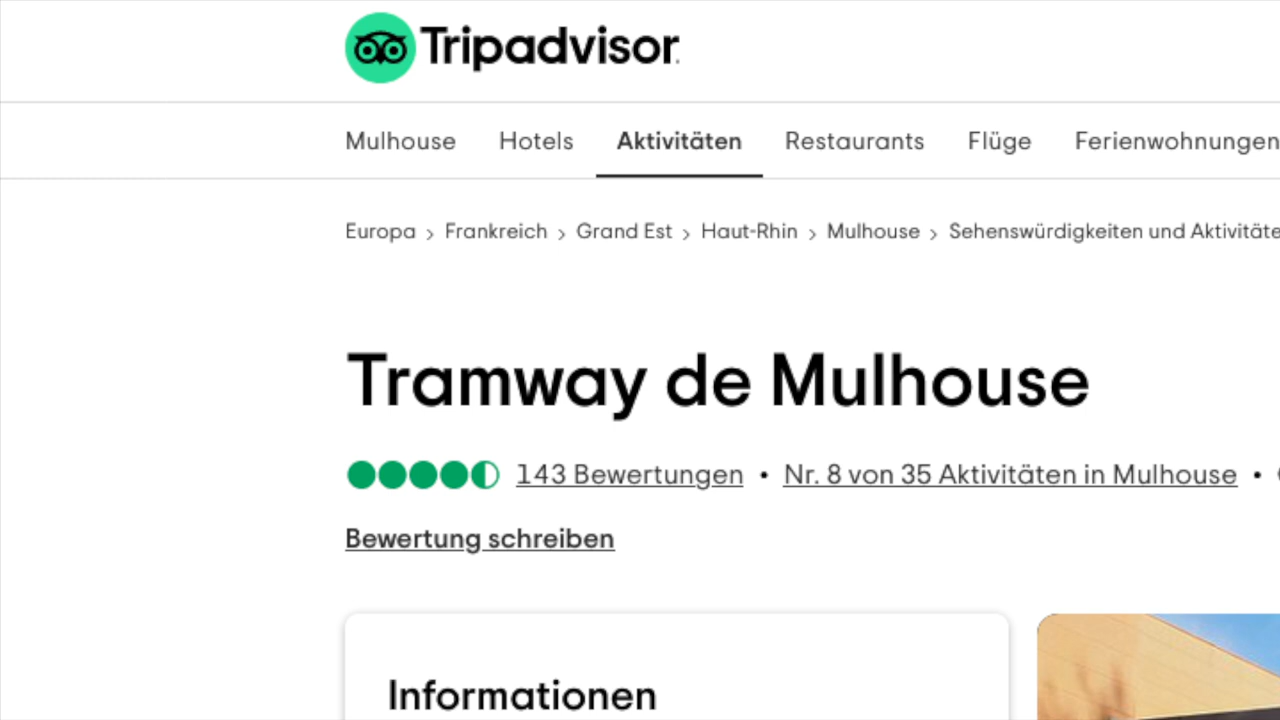 Tripadvisor
Mulhouse Hotels Aktivitäten Restaurants Flüge Ferienwohnungen
Europa > Frankreich > Grand Est > Haut-Rhin > Mulhouse > Sehenswürdigkeiten und Aktivitäte
Tramway de Mulhouse
143 Bewertungen • Nr. 8 von 35 Aktivitäten in Mulhouse •
Bewertung schreiben
Informationen